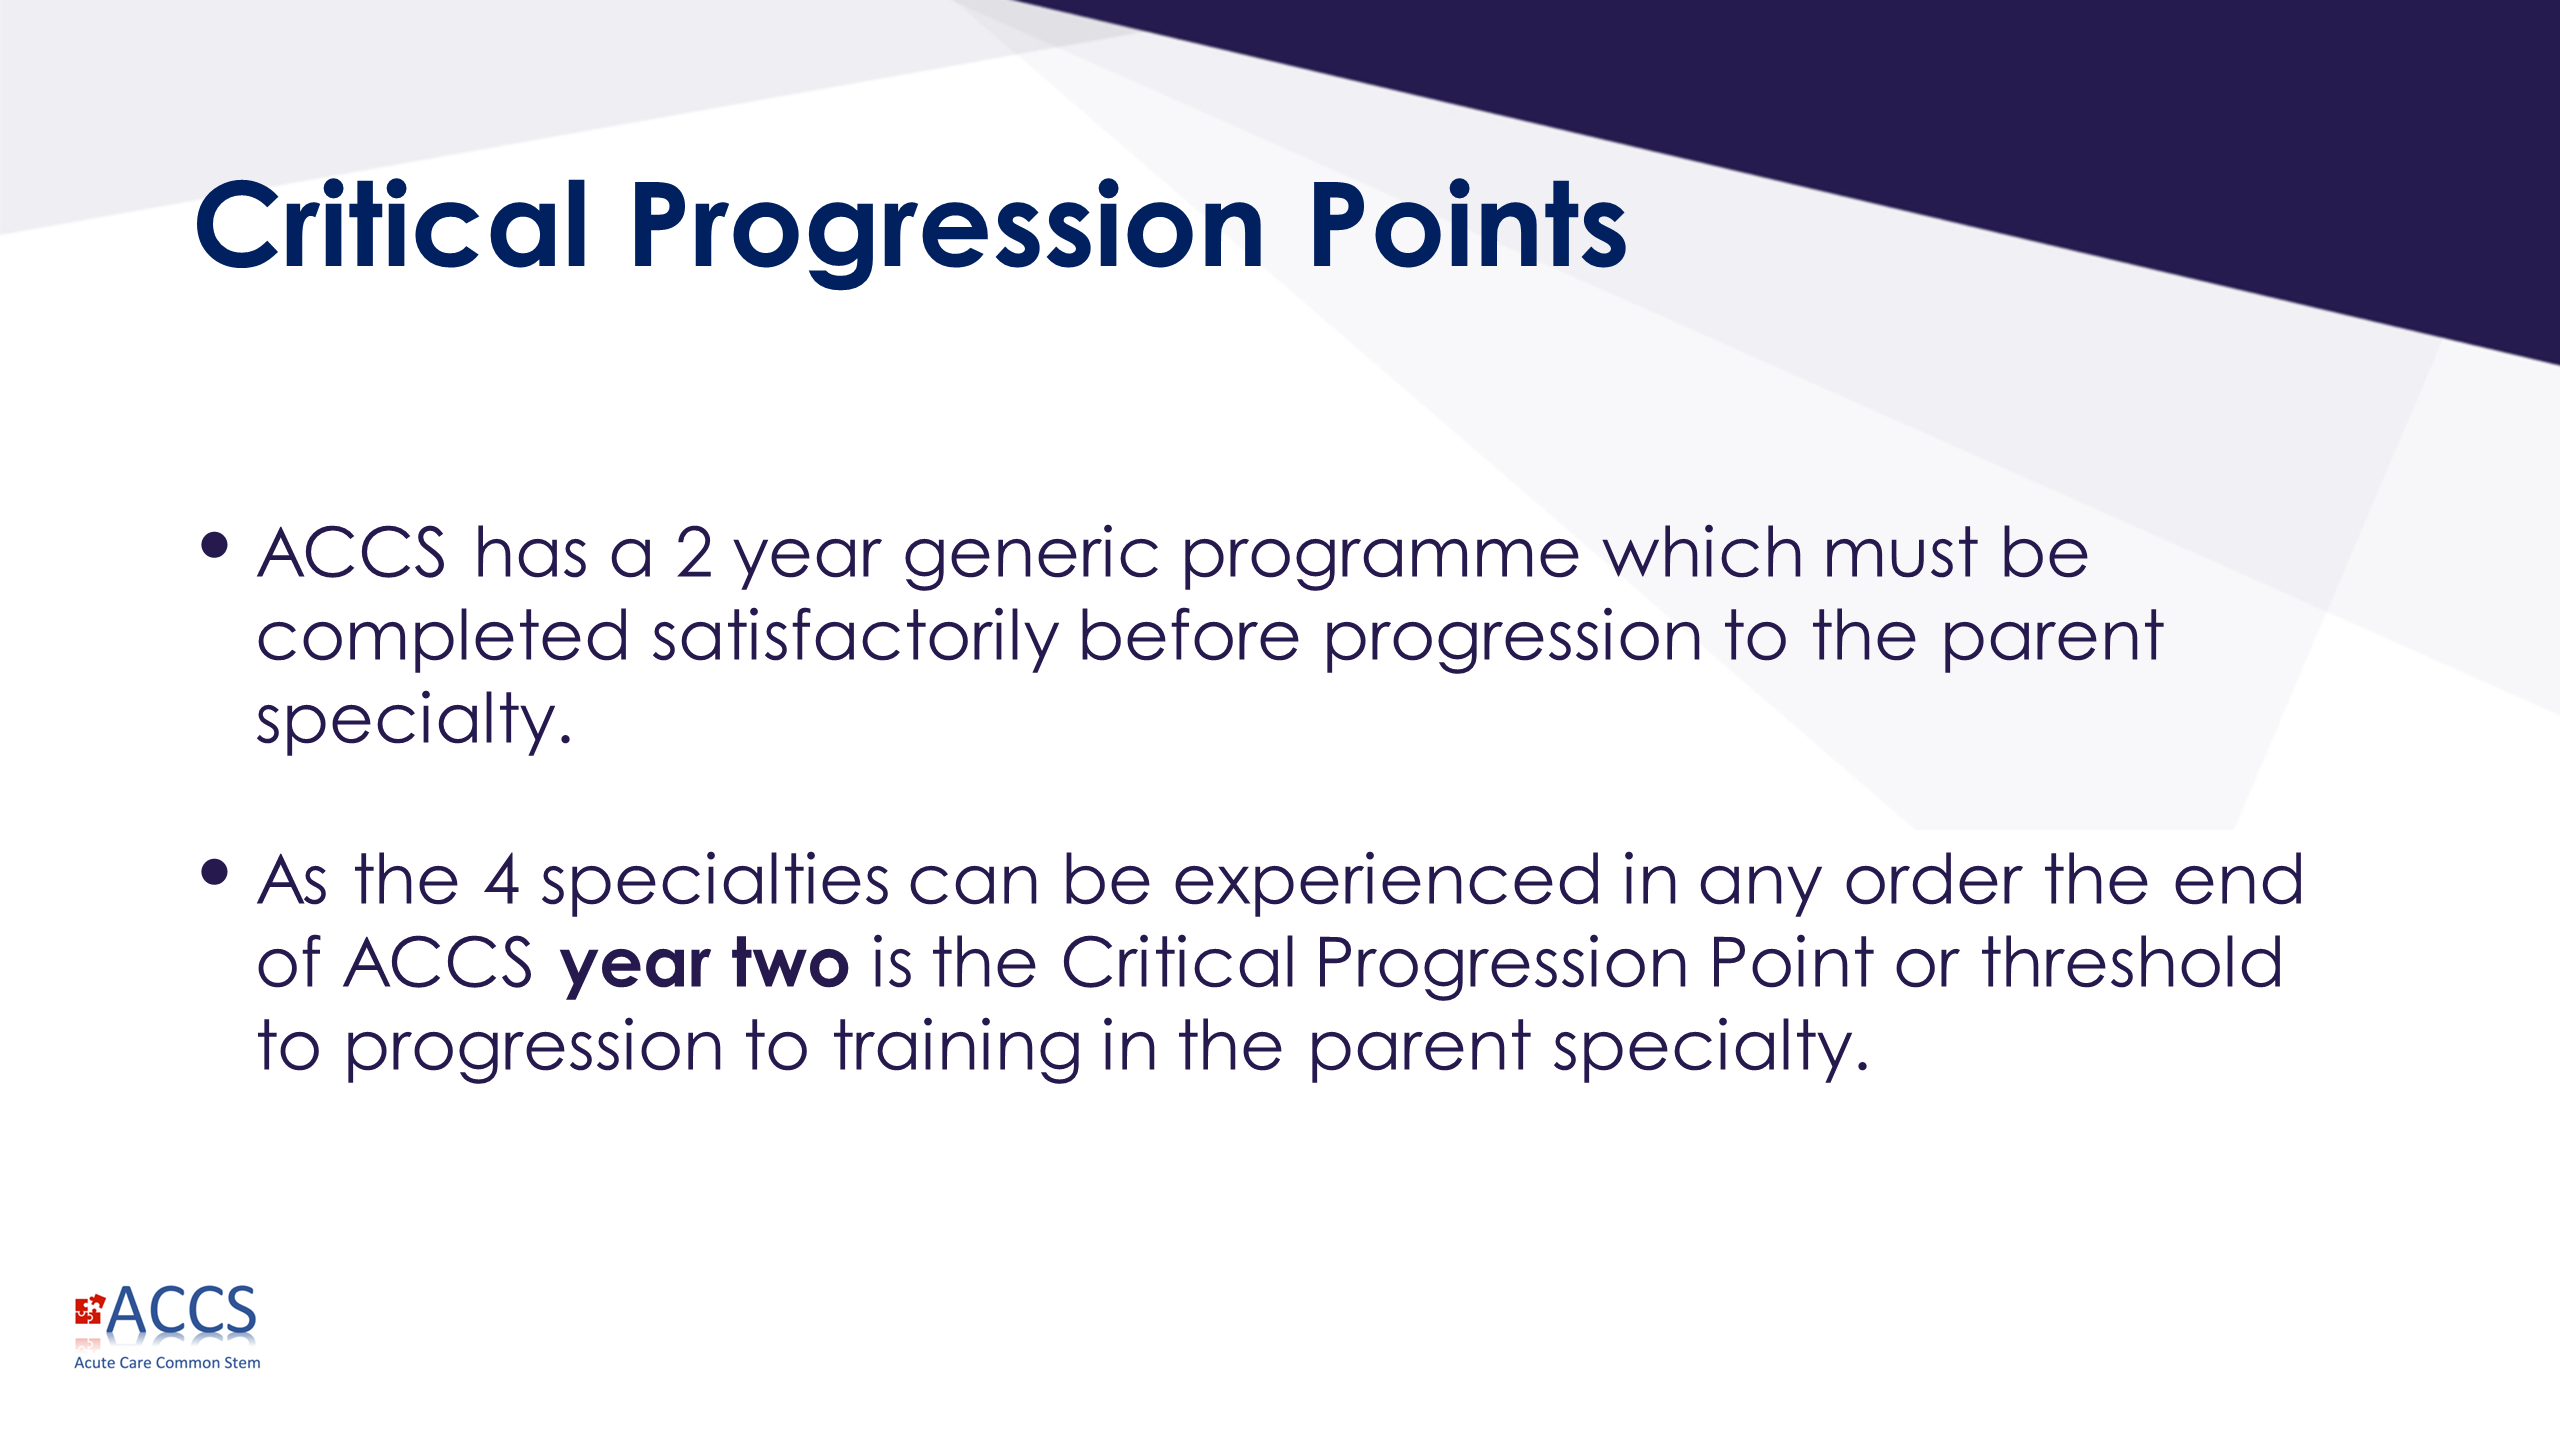 Critical Progression Points
• ACCS has a 2 year generic programme which must be
completed satisfactorily before progression to the parent
specialty.
• As the 4 specialties can be experienced in any order the end
of ACCS year two is the Critical Progression Point or threshold
to progression to training in the parent specialty.
ACCS
Acute Care Common Stem